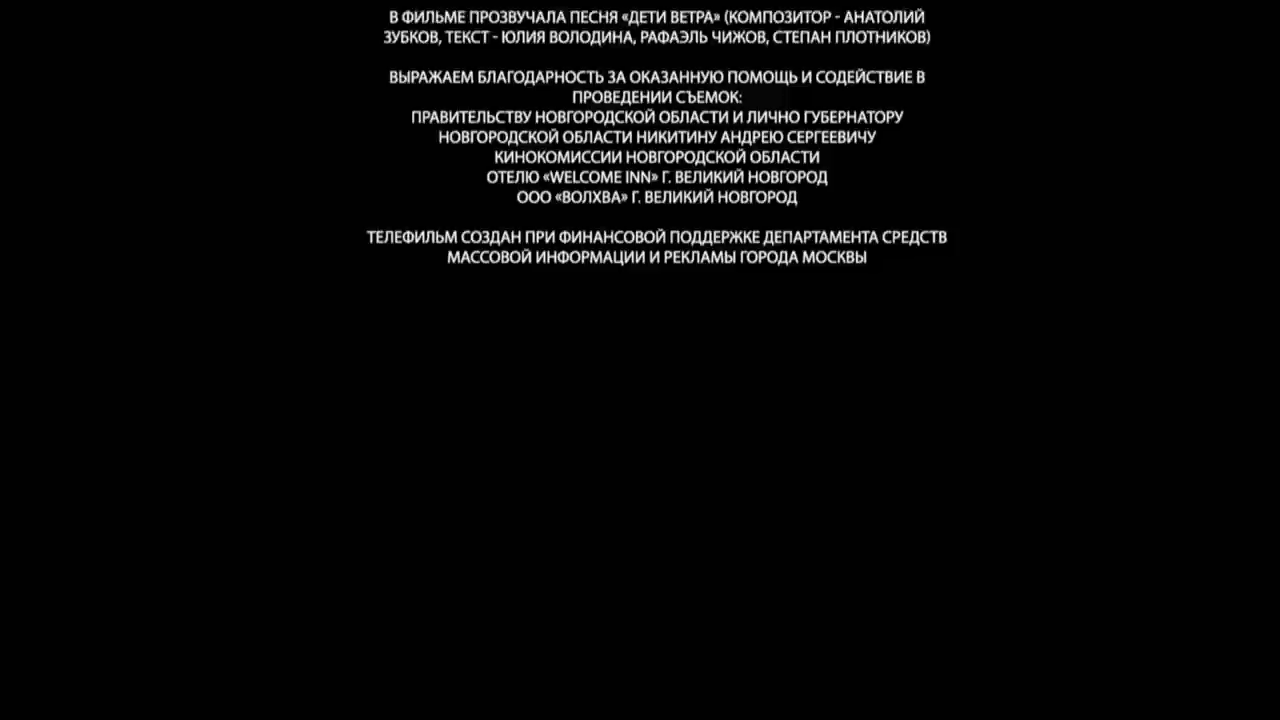 В ФИЛЬМЕ ПРОЗВУЧАЛА ПЕСНЯ «ДЕТИ ВЕТРА» (КОМПОЗИТОР - АНАТОЛИЙ
ЗУБКОВ, ТЕКСТ - ЮЛИЯ ВОЛОДИНА, РАФАЭЛЬ ЧИЖОВ, СТЕПАН ПЛОТНИКОВ)
ВЫРАЖАЕМ БЛАГОДАРНОСТЬ ЗА ОКАЗАННУЮ ПОМОЩЬ И СОДЕЙСТВИЕ В
ПРОВЕДЕНИИ СЪЕМОК:
ПРАВИТЕЛЬСТВУ НОВГОРОДСКОЙ ОБЛАСТИ И ЛИЧНО ГУБЕРНАТОРУ
НОВГОРОДСКОЙ ОБЛАСТИ НИКИТИНУ АНДРЕЮ СЕРГЕЕВИЧУ
КИНОКОМИССИИ НОВГОРОДСКОЙ ОБЛАСТИ
ОТЕЛЮ «WELCOME INN» Г. ВЕЛИКИЙ НОВГОРОД
ООО «ВОЛХВА» Г. ВЕЛИКИЙ НОВГОРОД
ТЕЛЕФИЛЬМ СОЗДАН ПРИ ФИНАНСОВОЙ ПОДДЕРЖКЕ ДЕПАРТАМЕНТА СРЕДСТВ
МАССОВОЙ ИНФОРМАЦИИ И РЕКЛАМЫ ГОРОДА МОСКВЫ